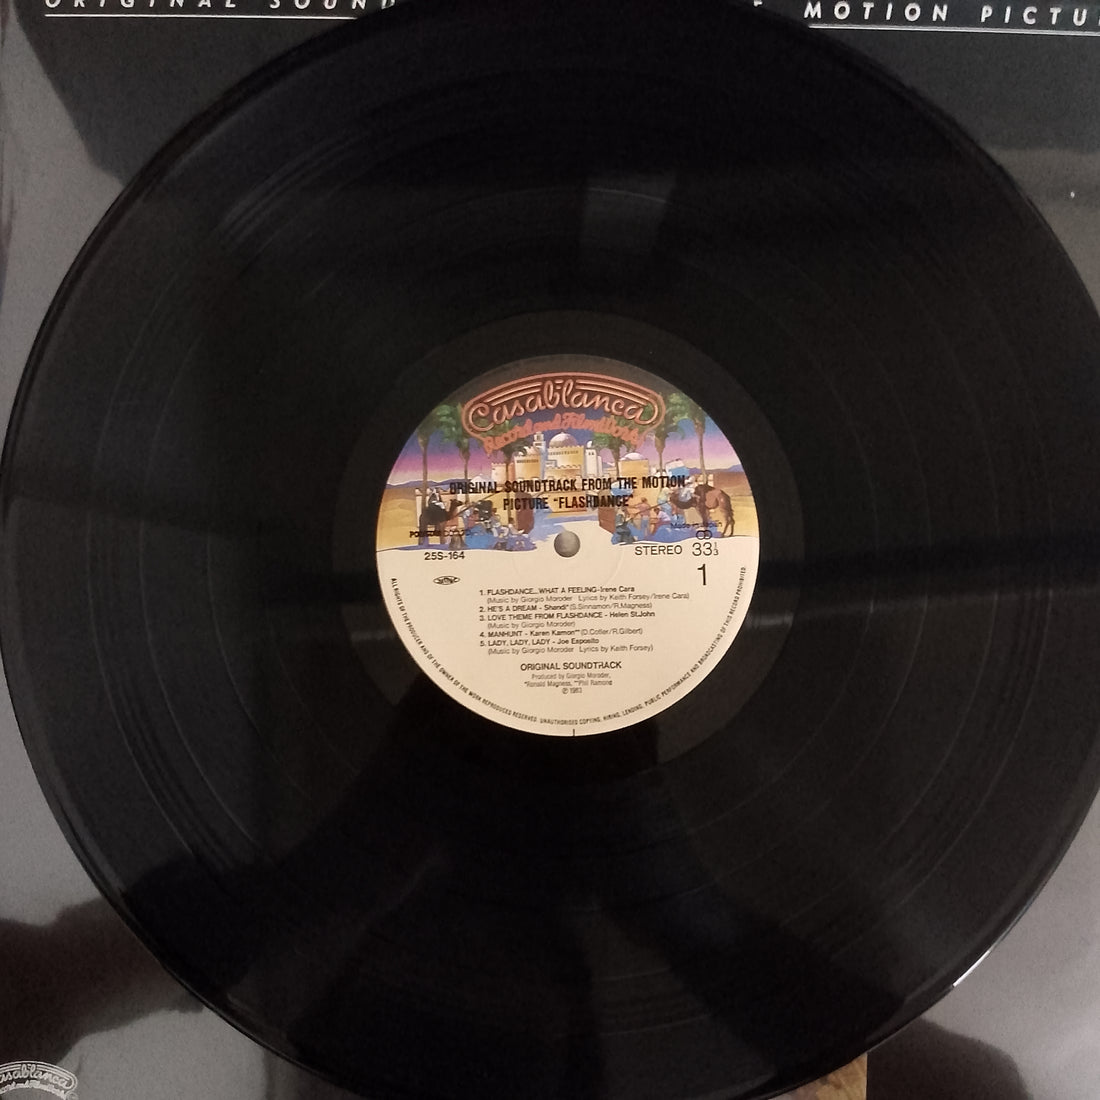 ORIGINAL SOUND MOTION PICTU
Casablanca
Record and FilmWorks
ORIGINAL SOUNDTRACK FROM THE MOTION
PICTURE "FLASHDANCE"
Made in Japan
25S-164
STEREO 33 1/3
1
1. FLASHDANCE...WHAT A FEELING-Irene Cara
(Music by Giorgio Moroder Lyrics by Keith Forsey/Irene Cara)
2. HE'S A DREAM - Shandi*(S.Sinnamon/R.Magness)
3. LOVE THEME FROM FLASHDANCE - Helen St.John
(Music by Giorgio Moroder)
4. MANHUNT - Karen Kamon**(D.Cotler/R.Gilbert)
5. LADY, LADY, LADY - Joe Esposito
(Music by Giorgio Moroder Lyrics by Keith Forsey)
ORIGINAL SOUNDTRACK
Produced by Giorgio Moroder,
*Ronald Magness, **Phil Ramone
℗ 1983
ALL RIGHTS OF THE PRODUCER AND OF THE OWNER OF THE WORK REPRODUCED RESERVED. UNAUTHORISED COPYING, HIRING, LENDING, PUBLIC PERFORMANCE AND BROADCASTING OF THIS RECORD PROHIBITED.
asablanca